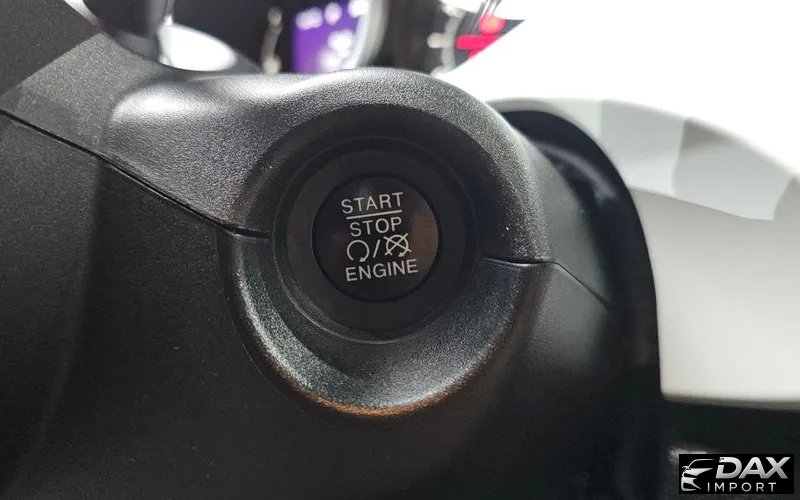 START
STOP
/
ENGINE
DAX
IMPORT